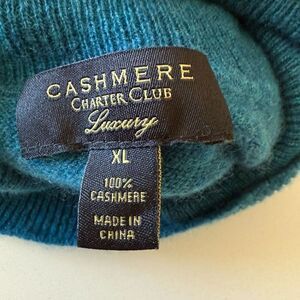 CASHMERE
CHARTER CLUB
Luxury
XL
100%
CASHMERE
MADE IN
CHINA